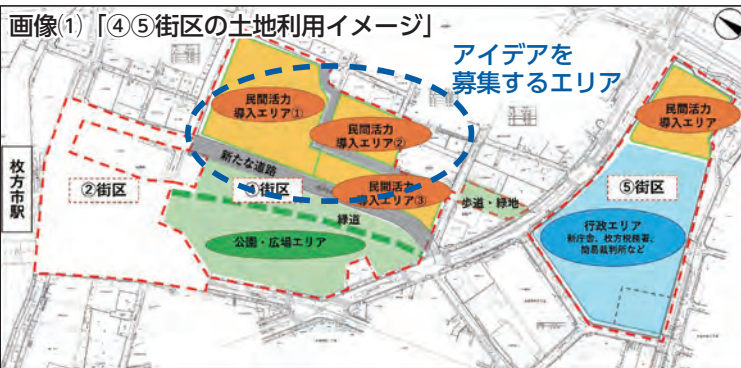 画像⑴「④⑤街区の土地利用イメージ」
アイデアを
募集するエリア
民間活力
導入エリア①
民間活力
導入エリア②
民間活力
導入エリア③
民間活力
導入エリア
新たな道路
枚方市駅
②街区
④街区
歩道・緑地
⑤街区
緑道
公園・広場エリア
行政エリア
新庁舎、枚方税務署、
簡易裁判所など